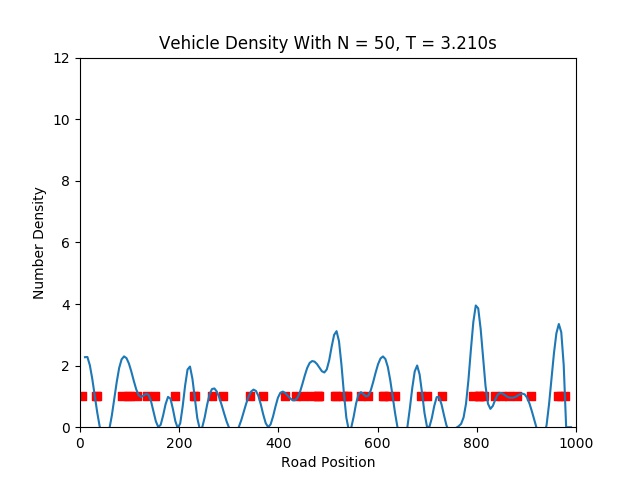 Vehicle Density With N = 50, T = 3.210s
12
10
8
6
4
2
0
Number Density
0 200 400 600 800 1000
Road Position